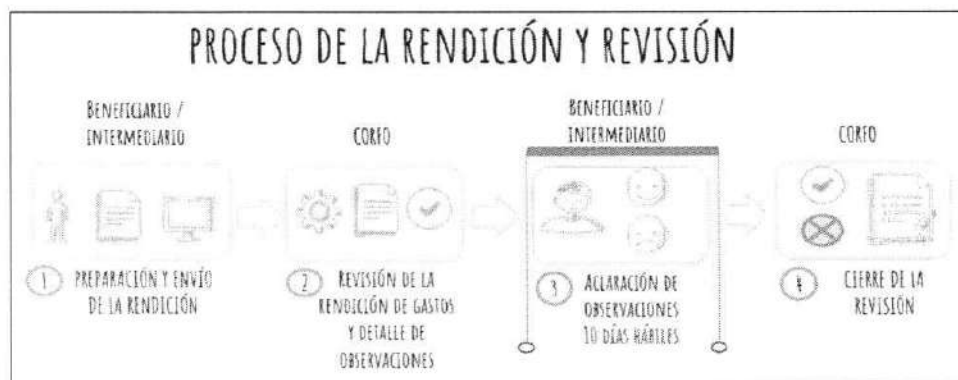 PROCESO DE LA RENDICIÓN Y REVISIÓN
BENEFICIARIO /
INTERMEDIARIO
CORFO
BENEFICIARIO /
INTERMEDIARIO
CORFO
1 PREPARACIÓN Y ENVÍO
DE LA RENDICIÓN
2 REVISIÓN DE LA
RENDICIÓN DE GASTOS
Y DETALLE DE
OBSERVACIONES
3 ACLARACIÓN DE
OBSERVACIONES
10 DÍAS HÁBILES
4 CIERRE DE LA
REVISIÓN